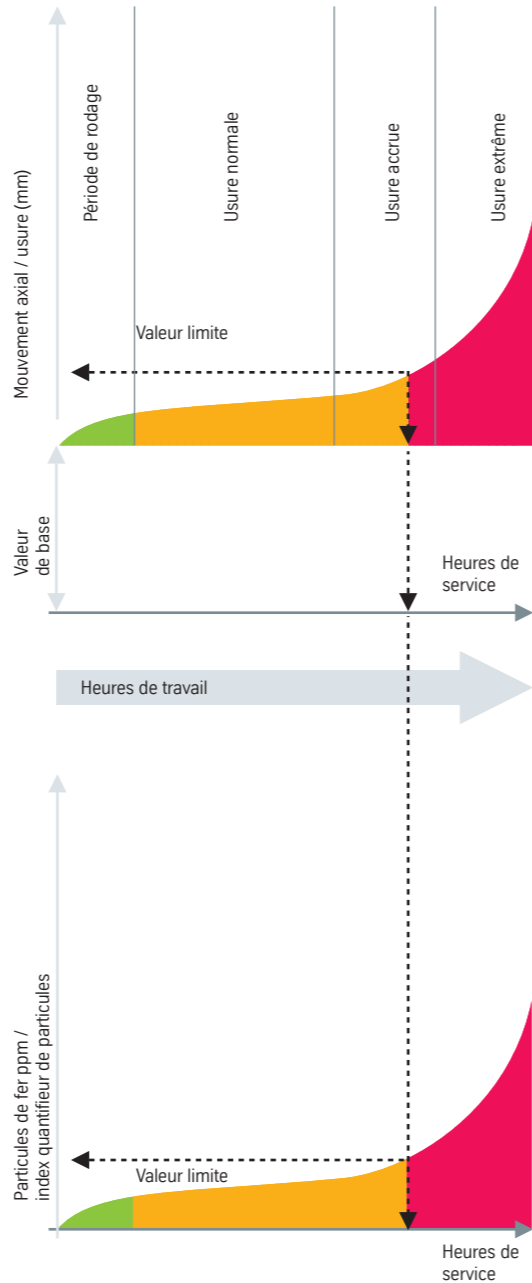 Mouvement axial / usure (mm)
Période de rodage
Usure normale
Usure accrue
Usure extrême
Valeur limite
Valeur
de base
Heures de
service
Heures de travail
Particules de fer ppm /
index quantifieur de particules
Valeur limite
Heures de
service